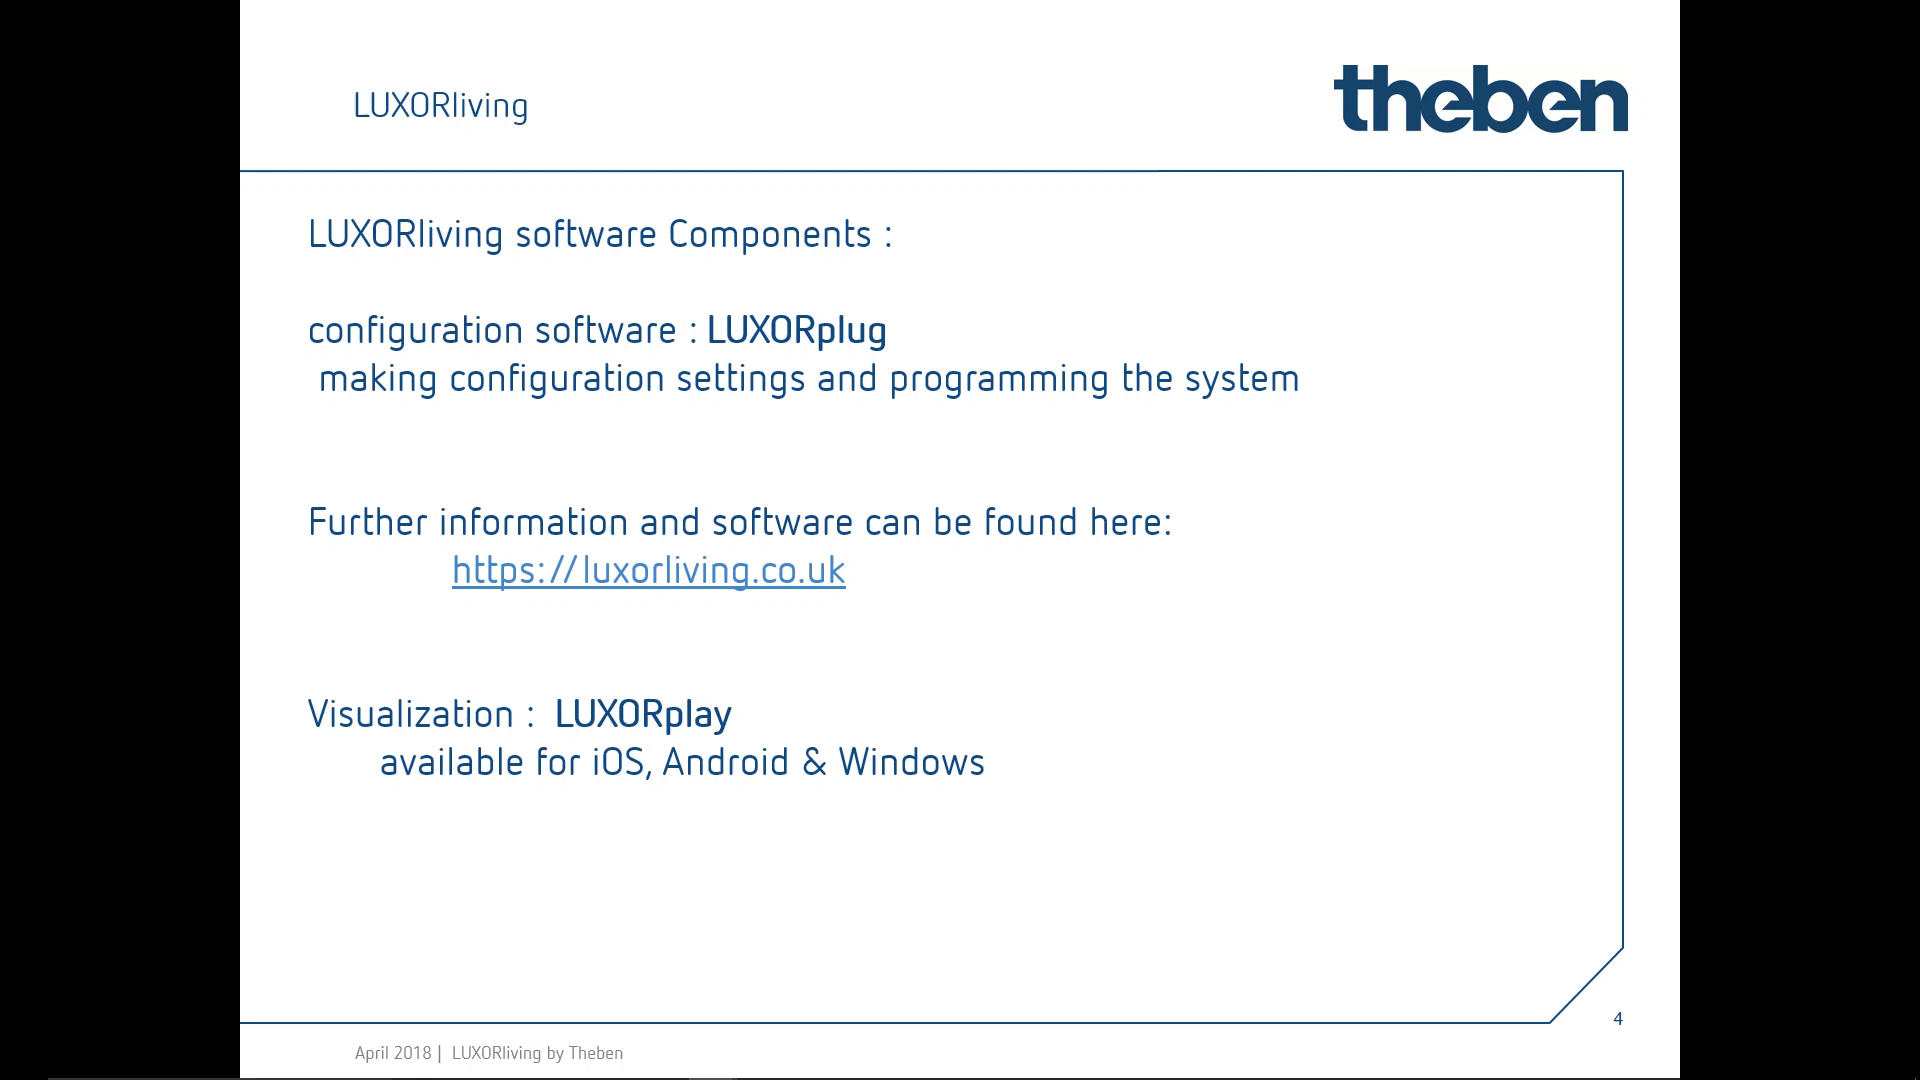 LUXORliving
theben
LUXORliving software Components :
configuration software : LUXORplug
making configuration settings and programming the system
Further information and software can be found here:
https://luxorliving.co.uk
Visualization : LUXORplay
available for iOS, Android & Windows
4
April 2018 | LUXORliving by Theben